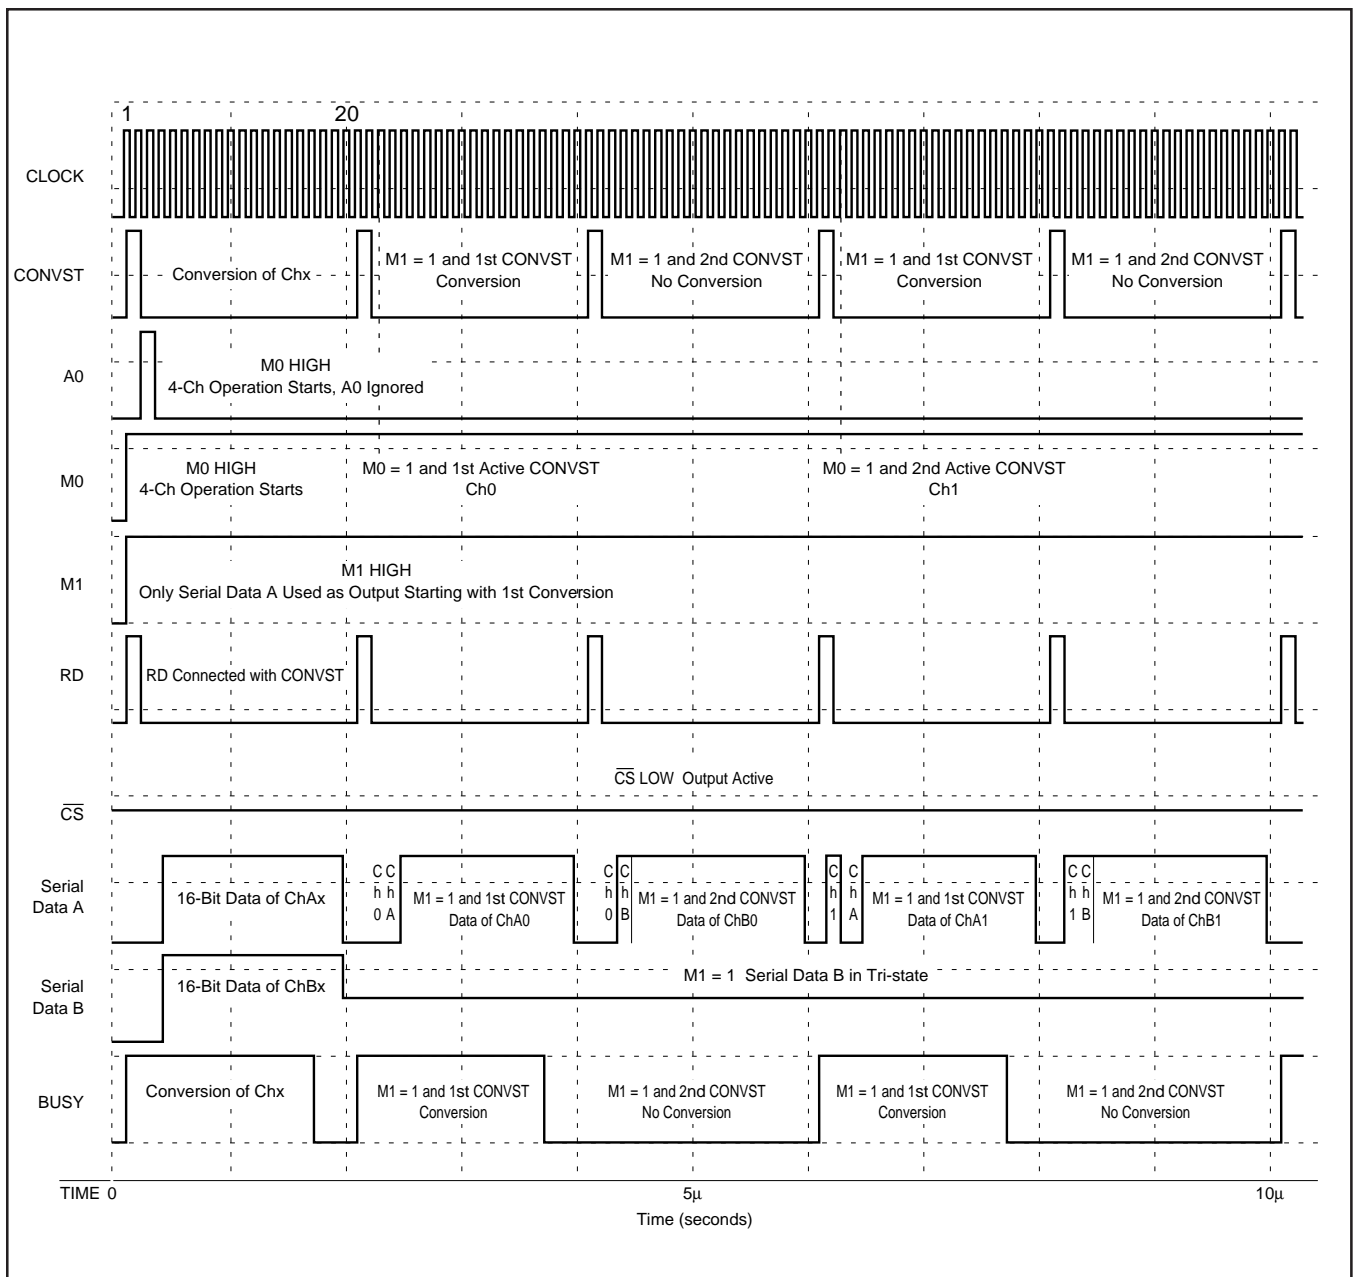 1 20
CLOCK
CONVST
Conversion of Chx
M1 = 1 and 1st CONVST
Conversion
M1 = 1 and 2nd CONVST
No Conversion
M1 = 1 and 1st CONVST
Conversion
M1 = 1 and 2nd CONVST
No Conversion
A0
M0 HIGH
4-Ch Operation Starts, A0 Ignored
M0
M0 HIGH
4-Ch Operation Starts
M0 = 1 and 1st Active CONVST
Ch0
M0 = 1 and 2nd Active CONVST
Ch1
M1
M1 HIGH
Only Serial Data A Used as Output Starting with 1st Conversion
RD
RD Connected with CONVST
CS LOW Output Active
CS
Serial
Data A
16-Bit Data of ChAx
Ch0
ChA
M1 = 1 and 1st CONVST
Data of ChA0
Ch0
ChB
M1 = 1 and 2nd CONVST
Data of ChB0
Ch1
ChA
M1 = 1 and 1st CONVST
Data of ChA1
Ch1
ChB
M1 = 1 and 2nd CONVST
Data of ChB1
Serial
Data B
16-Bit Data of ChBx
M1 = 1 Serial Data B in Tri-state
BUSY
Conversion of Chx
M1 = 1 and 1st CONVST
Conversion
M1 = 1 and 2nd CONVST
No Conversion
M1 = 1 and 1st CONVST
Conversion
M1 = 1 and 2nd CONVST
No Conversion
TIME 0 5μ 10μ
Time (seconds)